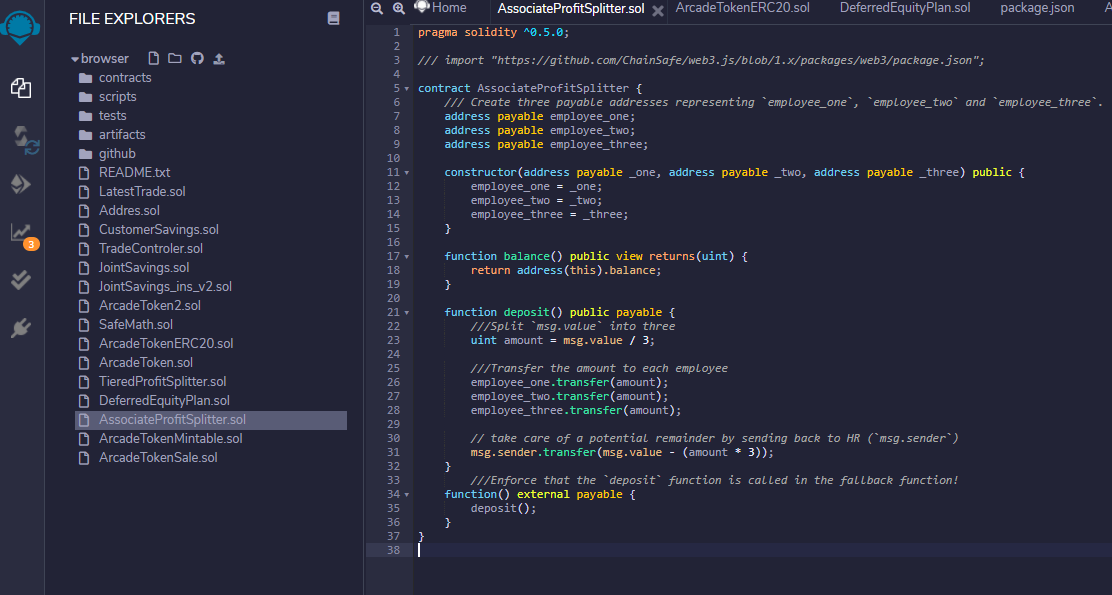 FILE EXPLORERS
browser
contracts
scripts
tests
artifacts
github
README.txt
LatestTrade.sol
Addres.sol
CustomerSavings.sol
TradeControler.sol
JointSavings.sol
JointSavings_ins_v2.sol
ArcadeToken2.sol
SafeMath.sol
ArcadeTokenERC20.sol
ArcadeToken.sol
TieredProfitSplitter.sol
DeferredEquityPlan.sol
AssociateProfitSplitter.sol
ArcadeTokenMintable.sol
ArcadeTokenSale.sol
3
Home AssociateProfitSplitter.sol ArcadeTokenERC20.sol DeferredEquityPlan.sol package.json A
1 pragma solidity ^0.5.0;
2
3 /// import "https://github.com/ChainSafe/web3.js/blob/1.x/packages/web3/package.json";
4
5 contract AssociateProfitSplitter {
6 /// Create three payable addresses representing `employee_one`, `employee_two` and `employee_three`.
7 address payable employee_one;
8 address payable employee_two;
9 address payable employee_three;
10
11 constructor(address payable _one, address payable _two, address payable _three) public {
12 employee_one = _one;
13 employee_two = _two;
14 employee_three = _three;
15 }
16
17 function balance() public view returns(uint) {
18 return address(this).balance;
19 }
20
21 function deposit() public payable {
22 ///Split `msg.value` into three
23 uint amount = msg.value / 3;
24
25 ///Transfer the amount to each employee
26 employee_one.transfer(amount);
27 employee_two.transfer(amount);
28 employee_three.transfer(amount);
29
30 // take care of a potential remainder by sending back to HR (`msg.sender`)
31 msg.sender.transfer(msg.value - (amount * 3));
32 }
33 ///Enforce that the `deposit` function is called in the fallback function!
34 function() external payable {
35 deposit();
36 }
37 }
38